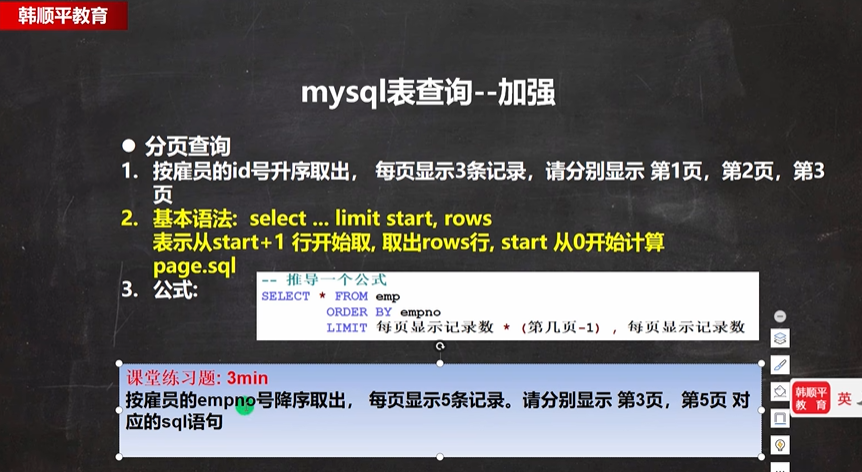 韩顺平教育
mysql表查询--加强
● 分页查询
1. 按雇员的id号升序取出， 每页显示3条记录，请分别显示 第1页，第2页，第3
页
2. 基本语法: select ... limit start, rows
表示从start+1 行开始取, 取出rows行, start 从0开始计算
page.sql
3. 公式:
-- 推导一个公式
SELECT * FROM emp
ORDER BY empno
LIMIT 每页显示记录数 * (第几页-1) , 每页显示记录数
课堂练习题: 3min
按雇员的empno号降序取出， 每页显示5条记录。请分别显示 第3页，第5页 对
应的sql语句
韩顺平
教 育
英